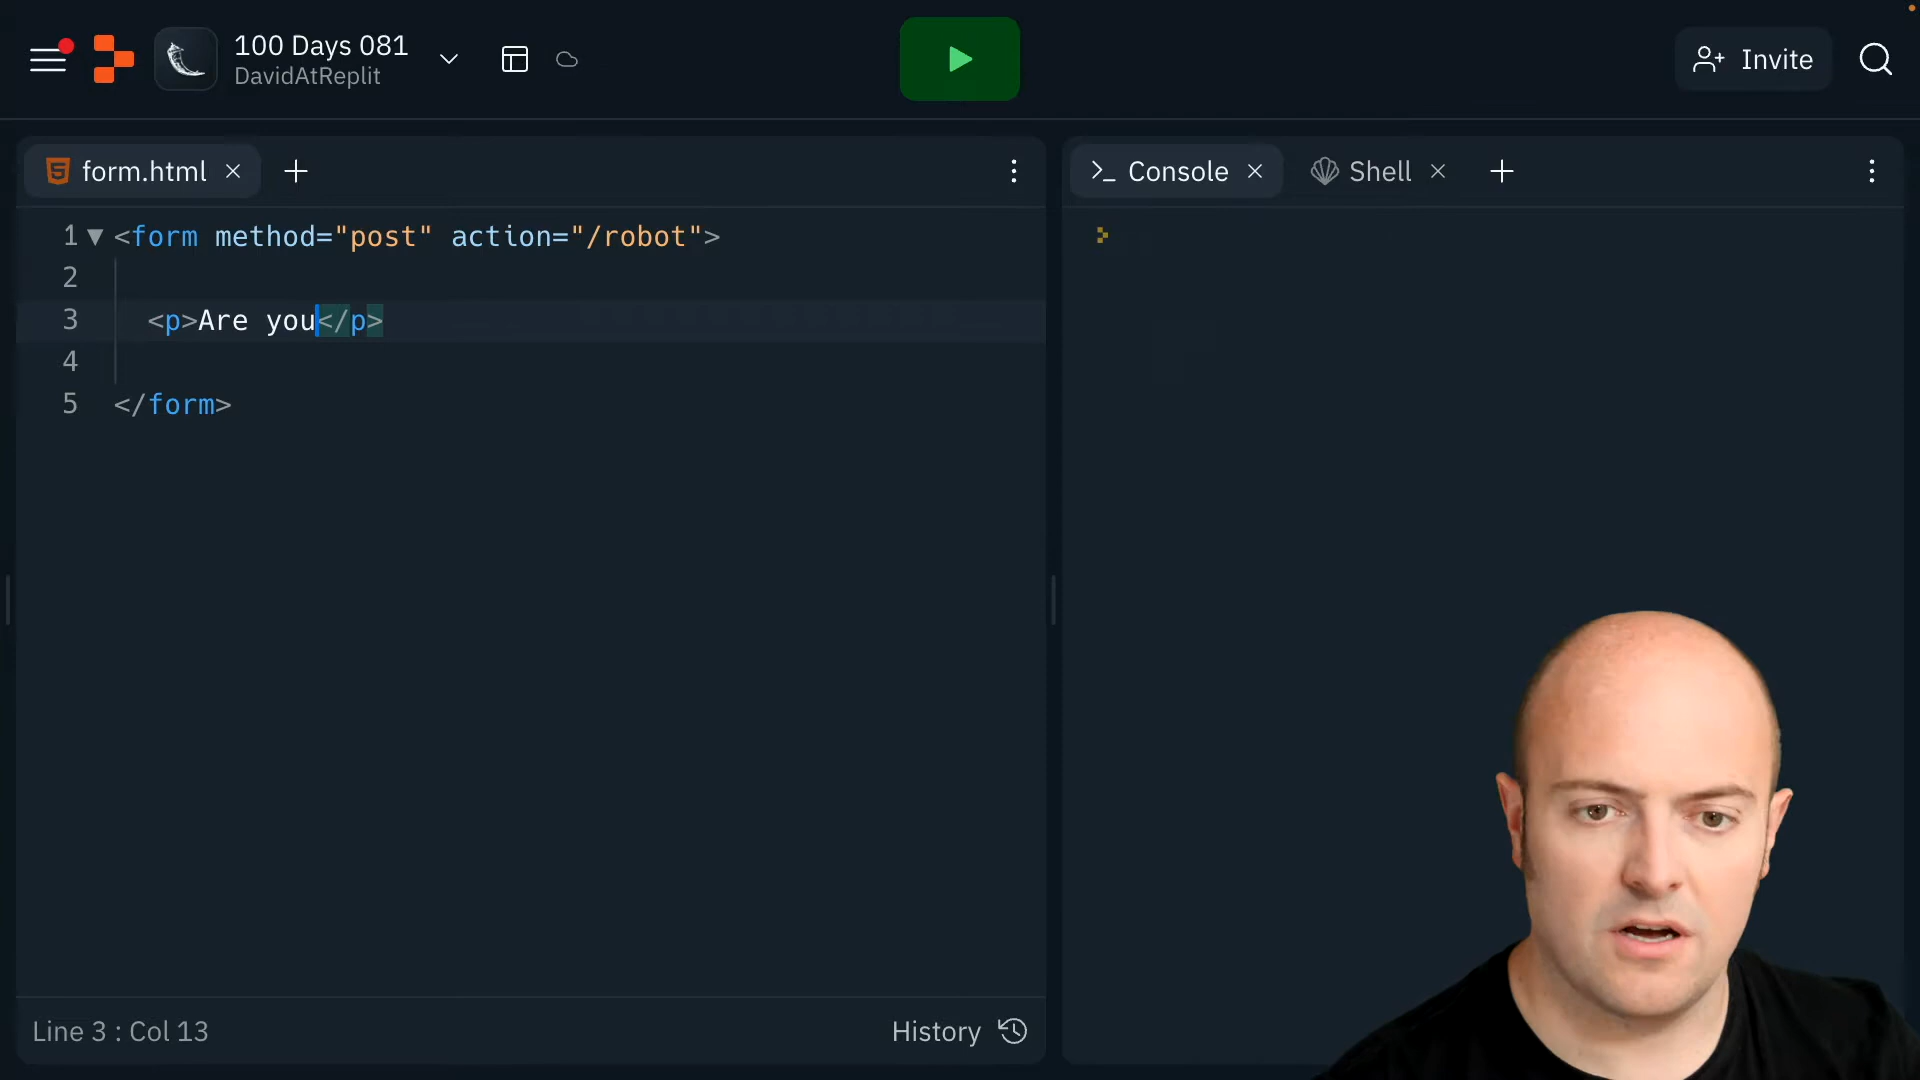 100 Days 081
DavidAtReplit
Invite
form.html
Console
Shell
1 <form method="post" action="/robot">
2
3 <p>Are you</p>
4
5 </form>
Line 3 : Col 13
History